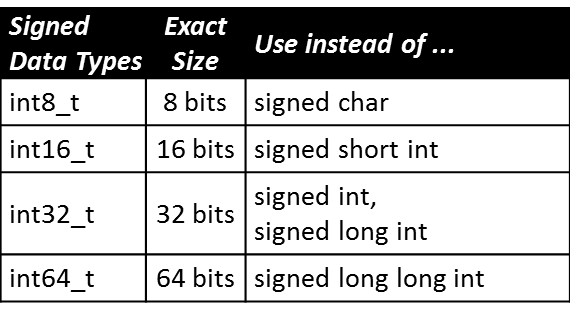 Signed Data Types Exact Size Use instead of ...
int8_t 8 bits signed char
int16_t 16 bits signed short int
int32_t 32 bits signed int,
signed long int
int64_t 64 bits signed long long int